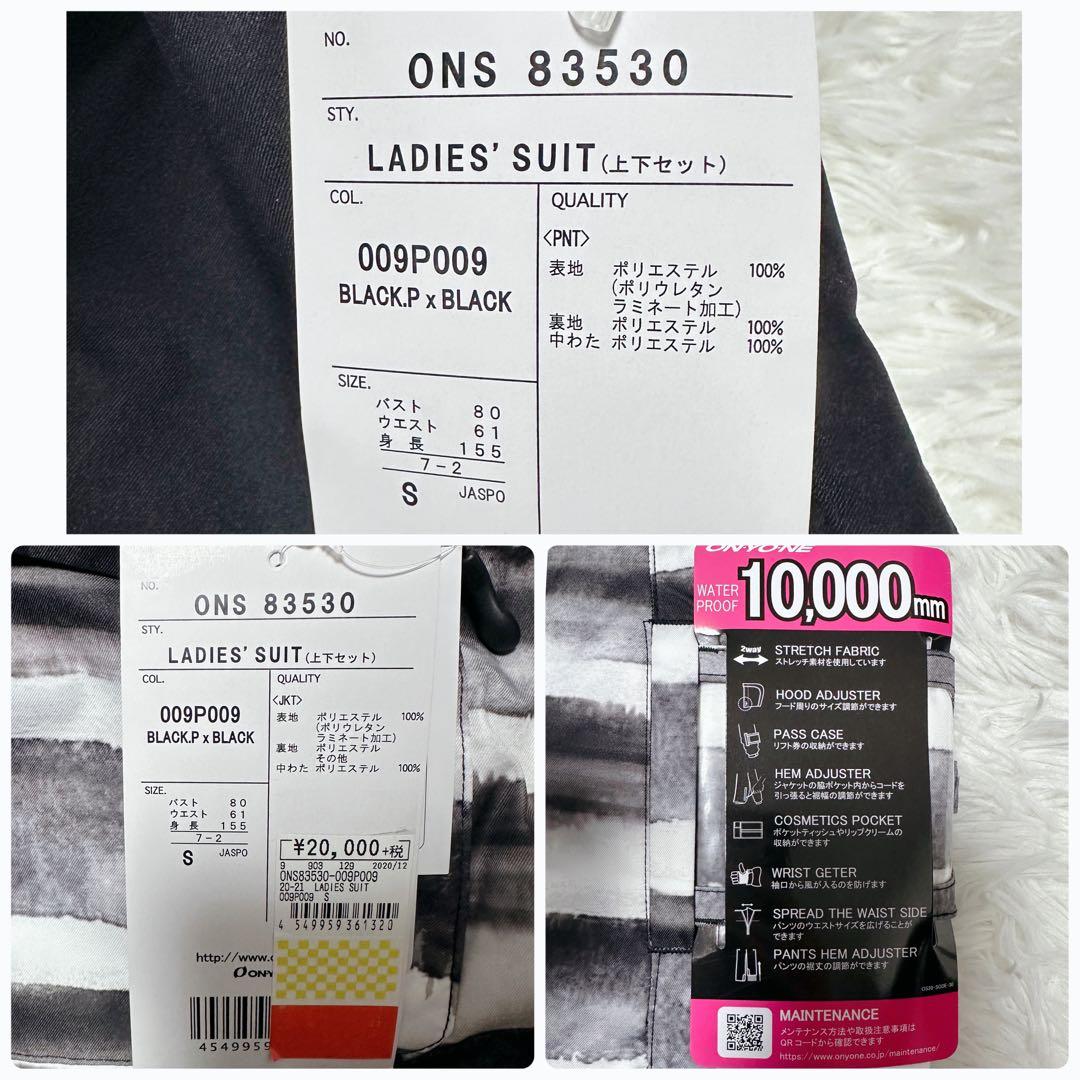 NO.
ONS 83530
STY.
LADIES' SUIT(上下セット)
COL.
009P009
BLACK.P x BLACK
QUALITY
<PNT>
表地 ポリエステル 100%
(ポリウレタン
ラミネート加工)
裏地 ポリエステル 100%
中わた ポリエステル 100%
SIZE.
バスト 80
ウエスト 61
身長 155
7-2
S JASPO
NO.
ONS 83530
STY.
LADIES' SUIT(上下セット)
COL.
009P009
BLACK.P x BLACK
QUALITY
<JKT>
表地 ポリエステル 100%
(ポリウレタン
ラミネート加工)
裏地 ポリエステル
その他
中わた ポリエステル 100%
SIZE.
バスト 80
ウエスト 61
身長 155
7-2
S JASPO
¥20,000+税
9 903 129 2020/12
ONS83530-009P009
20-21 LADIES SUIT
009P009 S
4 549959 361320
http://www.o
ONY
454995
ON・YO・NE
WATER PROOF 10,000mm
2way STRETCH FABRIC
ストレッチ素材を使用しています
HOOD ADJUSTER
フード周りのサイズ調節ができます
PASS CASE
リフト券の収納ができます
HEM ADJUSTER
ジャケットの脇ポケット内からコードを
引っ張ると裾幅の調節ができます
COSMETICS POCKET
ポケットティッシュやリップクリームの
収納ができます
WRIST GETER
袖口から風が入るのを防げます
SPREAD THE WAIST SIDE
パンツのウエストサイズを広げることが
できます
PANTS HEM ADJUSTER
パンツの裾丈の調節ができます
MAINTENANCE
メンテナンス方法や取扱注意事項は
QRコードから確認できます
https://www.onyone.co.jp/maintenance/